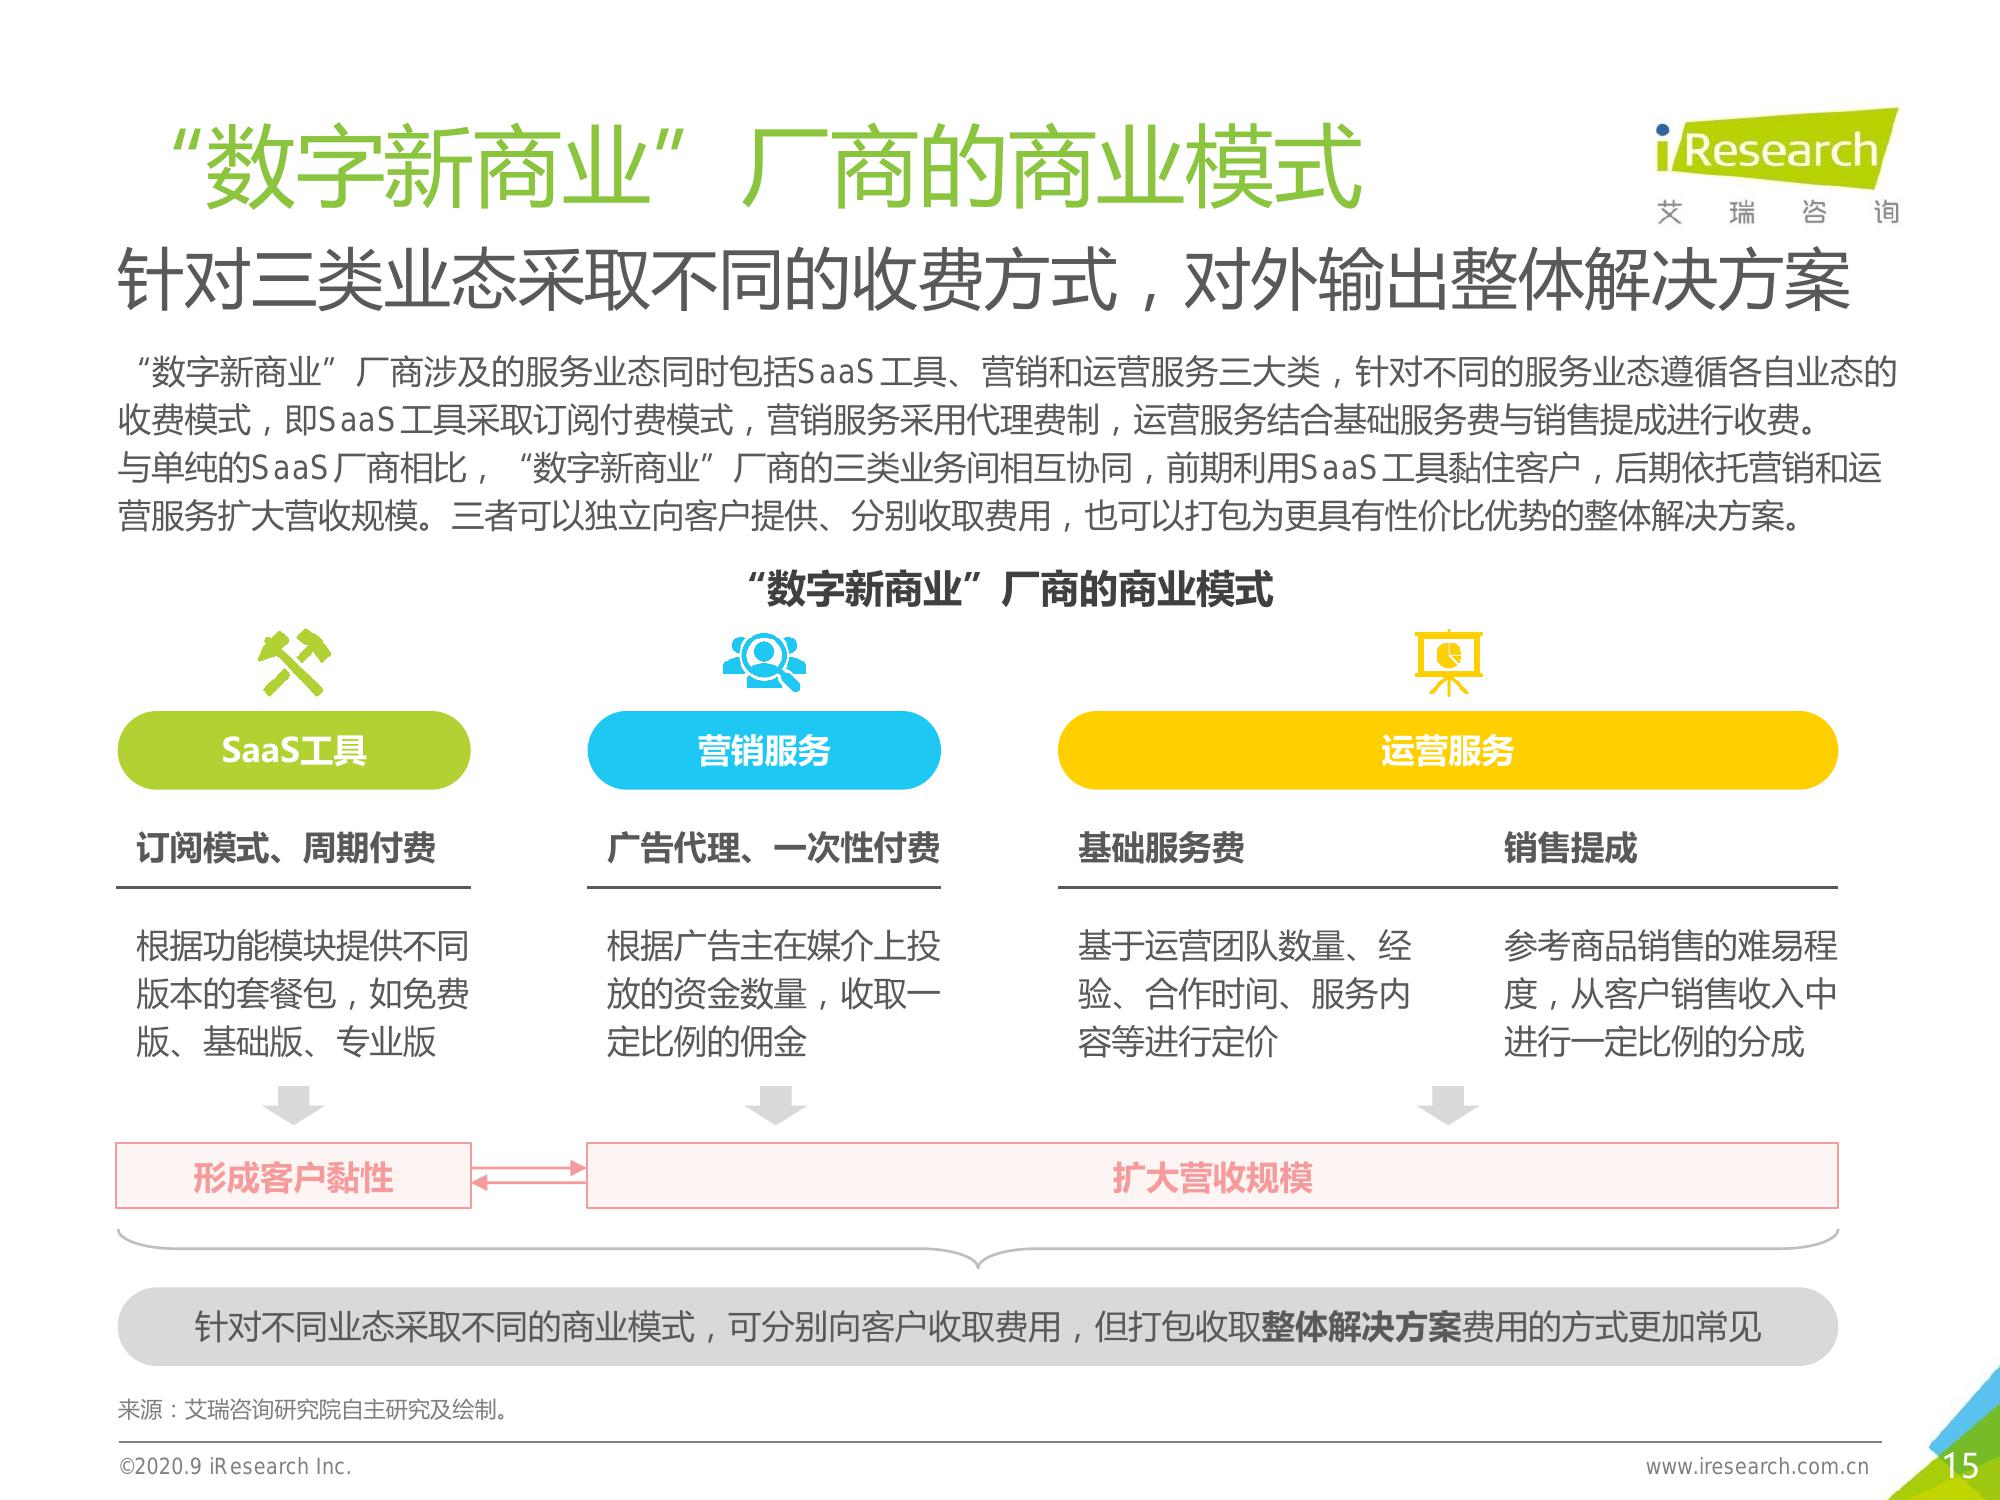 “数字新商业”厂商的商业模式
iResearch
艾瑞咨询
针对三类业态采取不同的收费方式，对外输出整体解决方案
“数字新商业”厂商涉及的服务业态同时包括SaaS工具、营销和运营服务三大类，针对不同的服务业态遵循各自业态的
收费模式，即SaaS工具采取订阅付费模式，营销服务采用代理费制，运营服务结合基础服务费与销售提成进行收费。
与单纯的SaaS厂商相比，“数字新商业”厂商的三类业务间相互协同，前期利用SaaS工具黏住客户，后期依托营销和运
营服务扩大营收规模。三者可以独立向客户提供、分别收取费用，也可以打包为更具有性价比优势的整体解决方案。
“数字新商业”厂商的商业模式
SaaS工具
营销服务
运营服务
订阅模式、周期付费
广告代理、一次性付费
基础服务费
销售提成
根据功能模块提供不同
版本的套餐包，如免费
版、基础版、专业版
根据广告主在媒介上投
放的资金数量，收取一
定比例的佣金
基于运营团队数量、经
验、合作时间、服务内
容等进行定价
参考商品销售的难易程
度，从客户销售收入中
进行一定比例的分成
形成客户黏性
扩大营收规模
针对不同业态采取不同的商业模式，可分别向客户收取费用，但打包收取整体解决方案费用的方式更加常见
来源：艾瑞咨询研究院自主研究及绘制。
©2020.9 iResearch Inc.
www.iresearch.com.cn
15